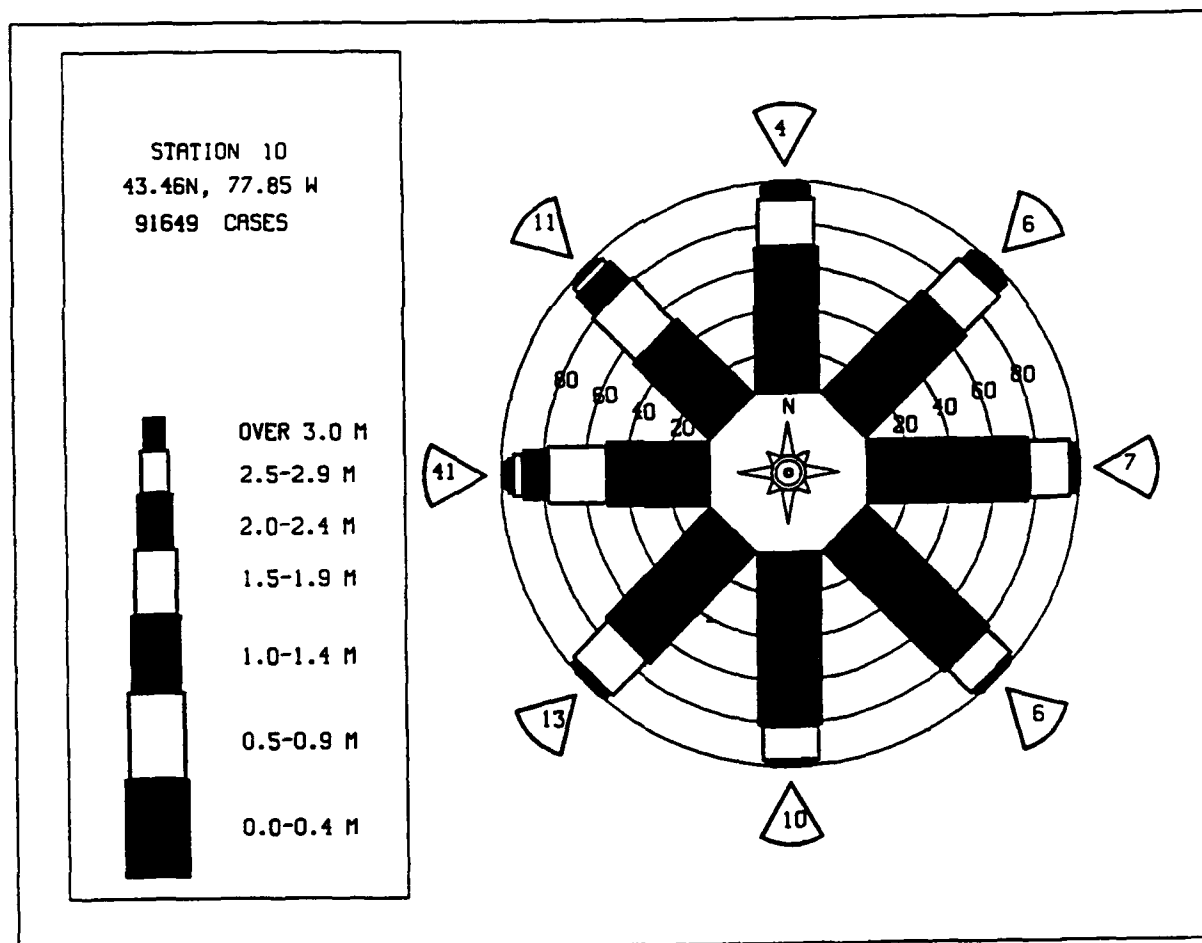 STATION 10
43.46N, 77.85 W
91649 CASES
OVER 3.0 M
2.5-2.9 M
2.0-2.4 M
1.5-1.9 M
1.0-1.4 M
0.5-0.9 M
0.0-0.4 M
4
11
6
80
60
40
20
N
20
40
60
80
41
7
13
6
10